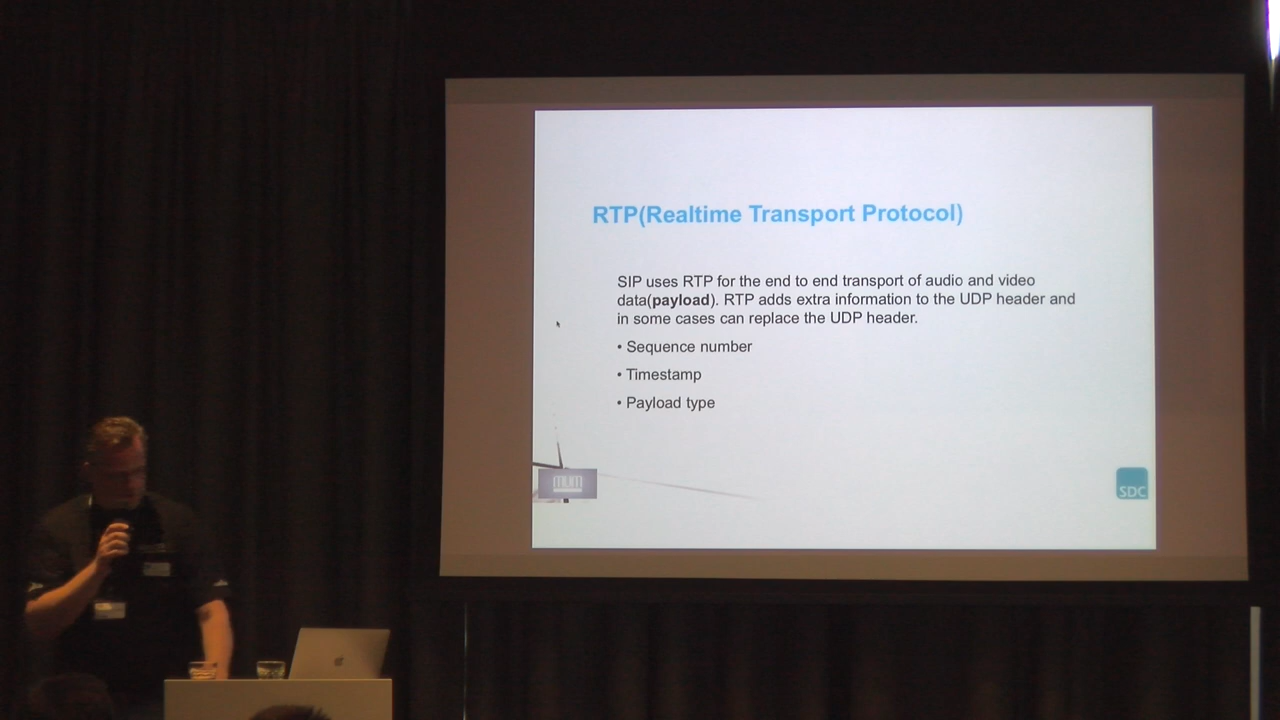 RTP(Realtime Transport Protocol)
SIP uses RTP for the end to end transport of audio and video
data(payload). RTP adds extra information to the UDP header and
in some cases can replace the UDP header.
• Sequence number
• Timestamp
• Payload type
mum
SDC